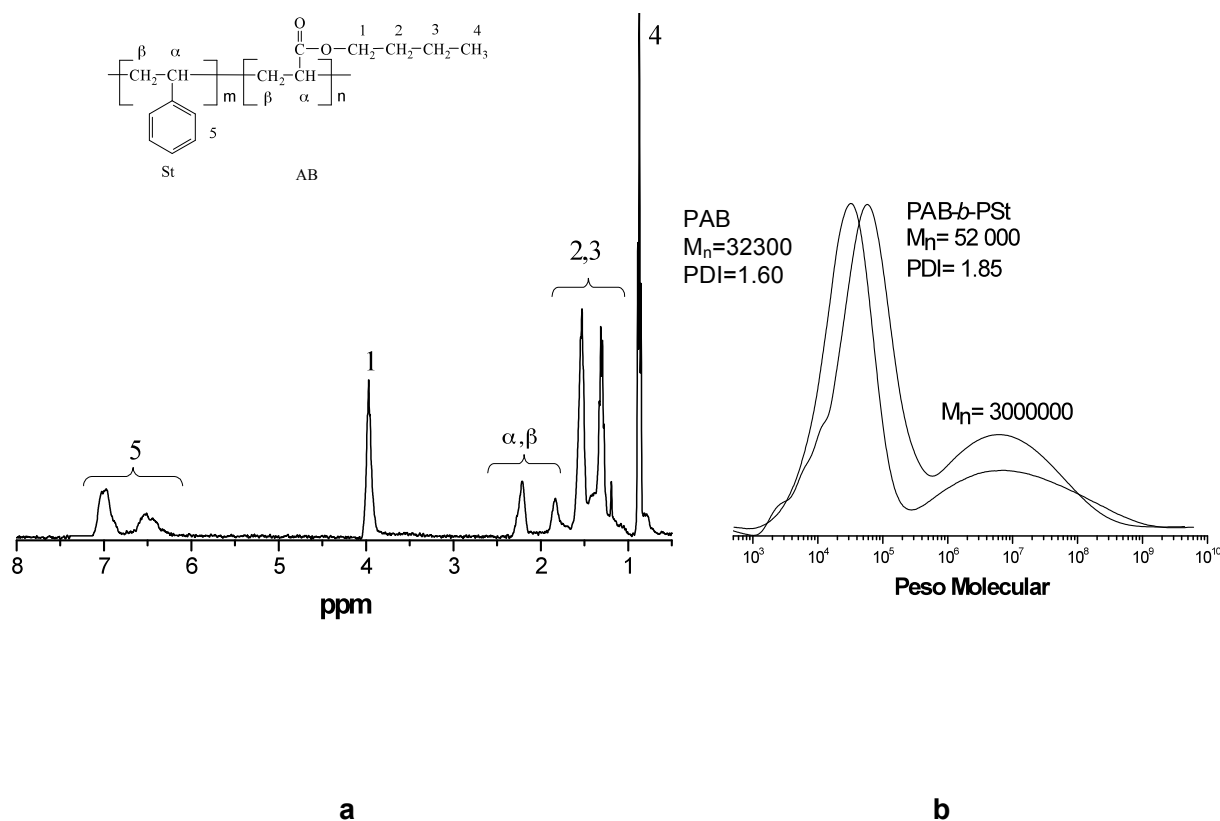 O
1 2 3 4
C-O-CH₂-CH₂-CH₂-CH₃
β α
CH₂-CH
CH₂-CH
m
β α
n
5
St
AB
4
2,3
1
α,β
5
8 7 6 5 4 3 2 1
ppm
a
PAB
Mn=32300
PDI=1.60
PAB-b-PSt
Mn= 52 000
PDI= 1.85
Mn= 3000000
10³ 10⁴ 10⁵ 10⁶ 10⁷ 10⁸ 10⁹ 10¹⁰
Peso Molecular
b